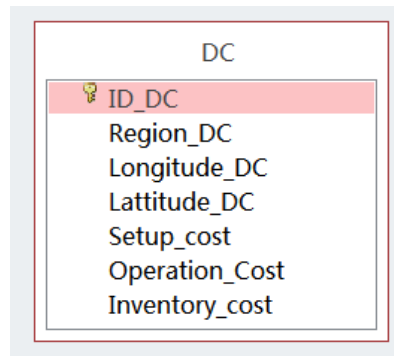 DC
ID_DC
Region_DC
Longitude_DC
Lattitude_DC
Setup_cost
Operation_Cost
Inventory_cost